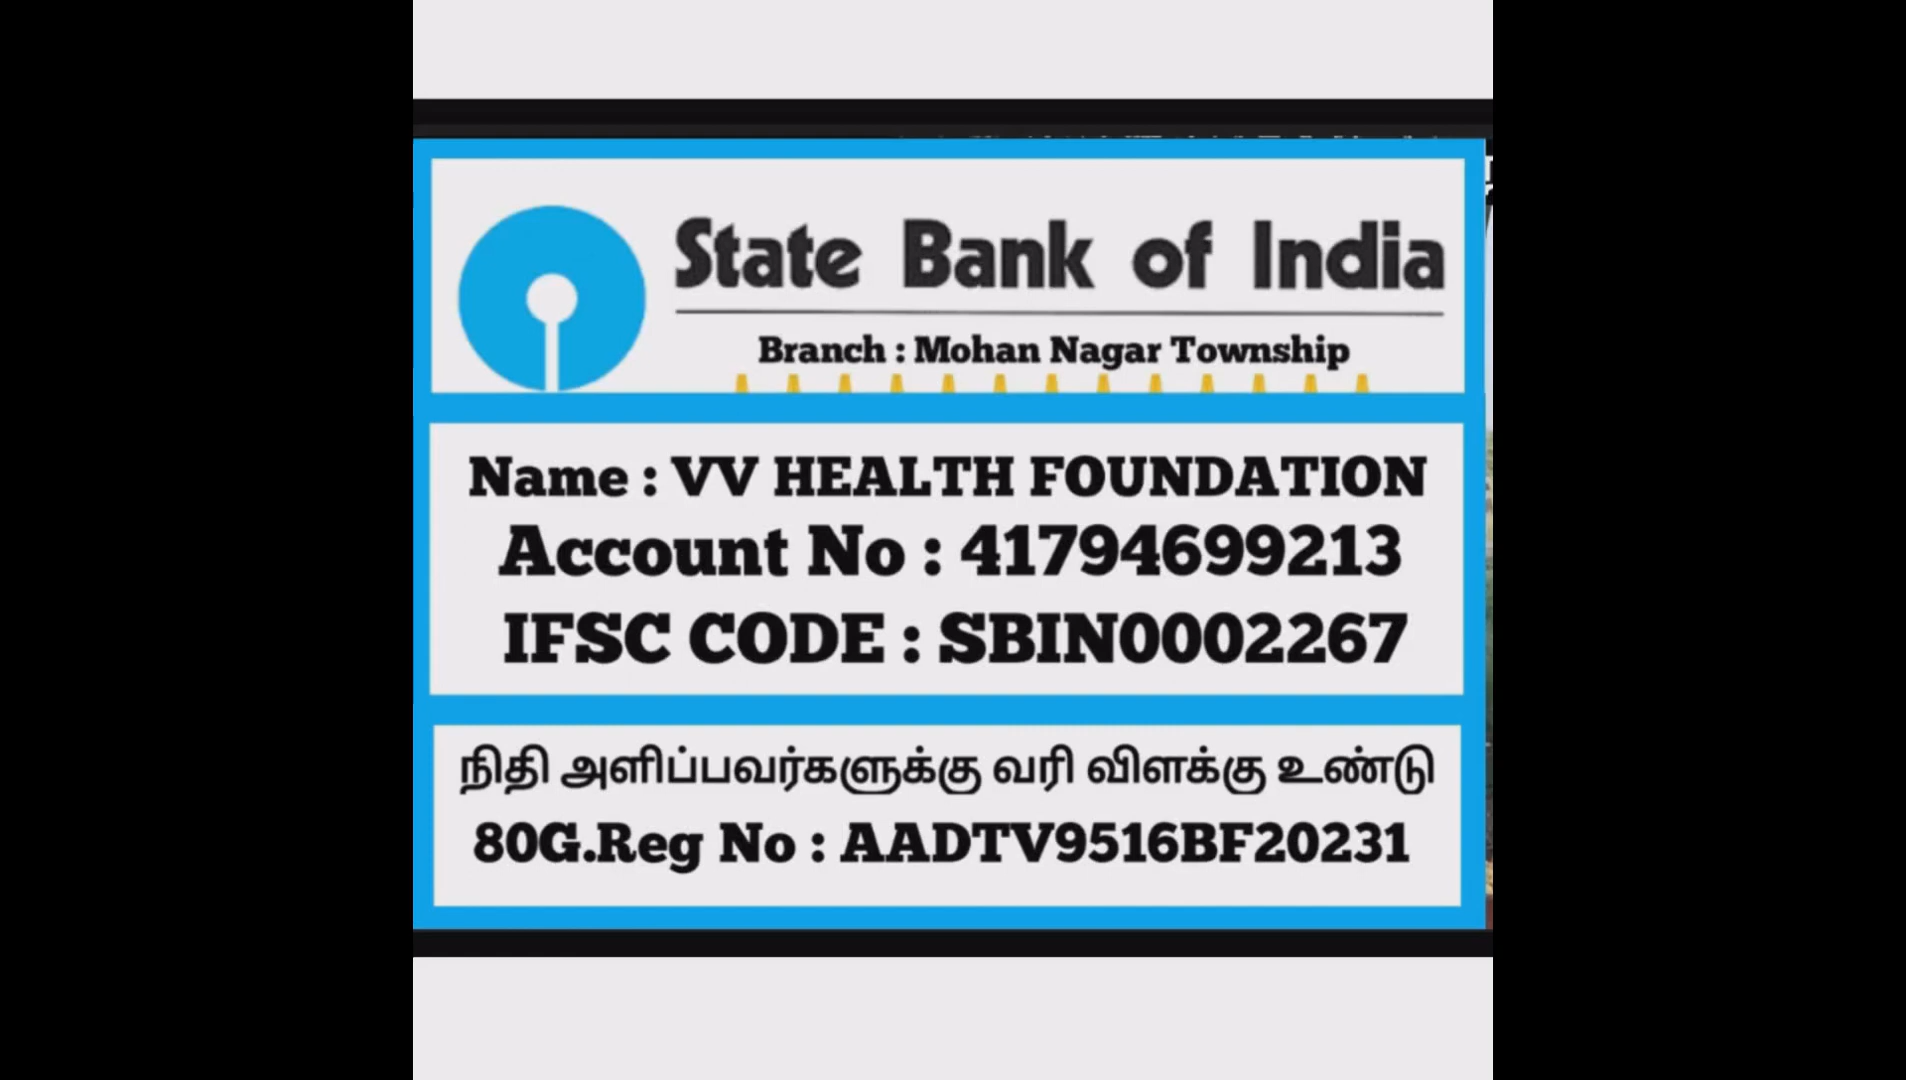 State Bank of India
Branch : Mohan Nagar Township
Name : VV HEALTH FOUNDATION
Account No : 41794699213
IFSC CODE : SBIN0002267
நிதி அளிப்பவர்களுக்கு வரி விளக்கு உண்டு
80G.Reg No : AADTV9516BF20231